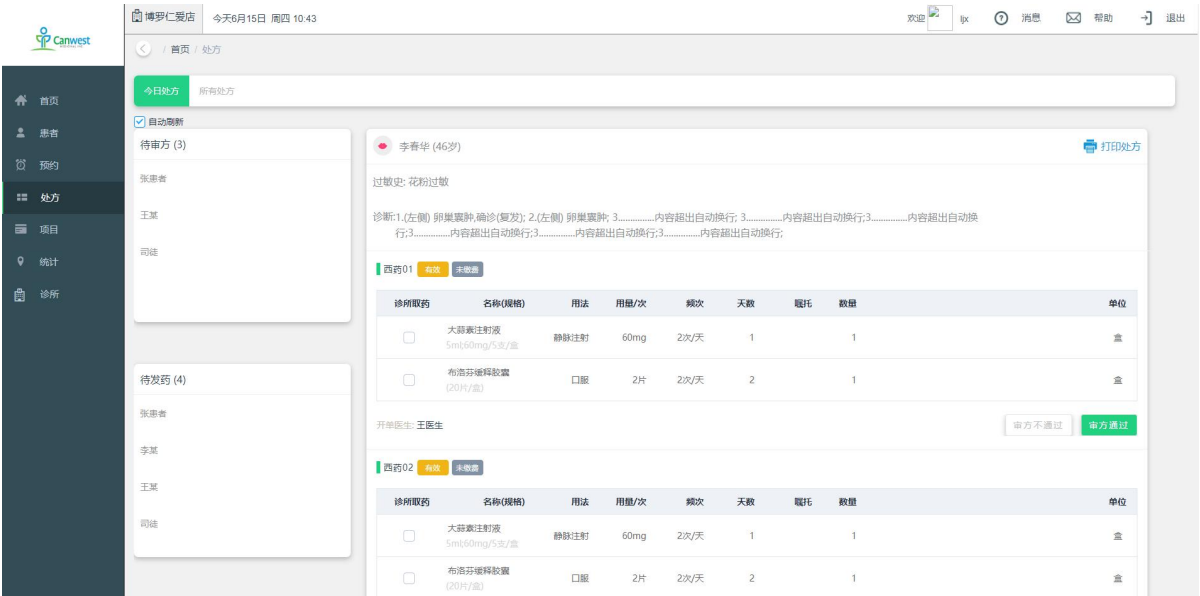 Canwest
博罗仁爱店 今天6月15日 周四 10:43
欢迎 ljx 消息 帮助 退出
/ 首页 / 处方
首页
患者
预约
处方
项目
统计
诊所
今日处方 所有处方
自动刷新
待审方 (3)
张患者
王某
司徒
待发药 (4)
张患者
李某
王某
司徒
李春华 (46岁) 打印处方
过敏史: 花粉过敏
诊断:1.(左侧) 卵巢囊肿,确诊(复发); 2.(左侧) 卵巢囊肿; 3...............内容超出自动换行; 3...............内容超出自动换行;3...............内容超出自动换
行;3...............内容超出自动换行;3...............内容超出自动换行;3...............内容超出自动换行;
西药01 有效 未缴费
诊所取药 名称(规格) 用法 用量/次 频次 天数 嘱托 数量 单位
大蒜素注射液
5ml:60mg/5支/盒 静脉注射 60mg 2次/天 1 1 盒
布洛芬缓释胶囊
(20片/盒) 口服 2片 2次/天 2 1 盒
开单医生: 王医生 审方不通过 审方通过
西药02 有效 未缴费
诊所取药 名称(规格) 用法 用量/次 频次 天数 嘱托 数量 单位
大蒜素注射液
5ml:60mg/5支/盒 静脉注射 60mg 2次/天 1 1 盒
布洛芬缓释胶囊
(20片/盒) 口服 2片 2次/天 2 1 盒